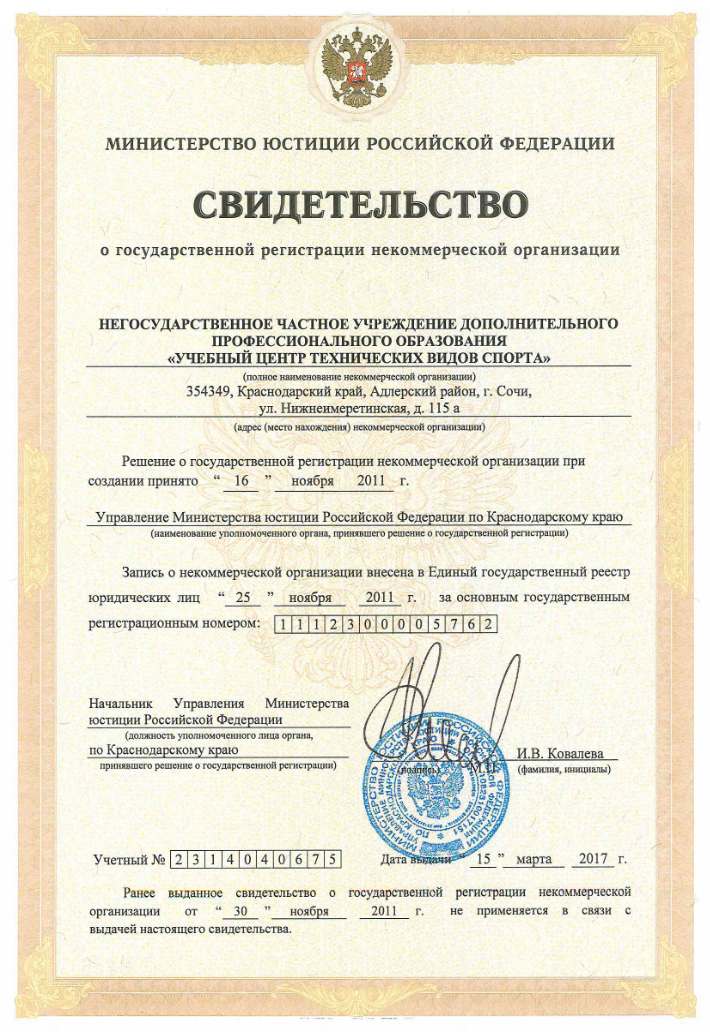 МИНИСТЕРСТВО ЮСТИЦИИ РОССИЙСКОЙ ФЕДЕРАЦИИ
СВИДЕТЕЛЬСТВО
о государственной регистрации некоммерческой организации
НЕГОСУДАРСТВЕННОЕ ЧАСТНОЕ УЧРЕЖДЕНИЕ ДОПОЛНИТЕЛЬНОГО
ПРОФЕССИОНАЛЬНОГО ОБРАЗОВАНИЯ
«УЧЕБНЫЙ ЦЕНТР ТЕХНИЧЕСКИХ ВИДОВ СПОРТА»
(полное наименование некоммерческой организации)
354349, Краснодарский край, Адлерский район, г. Сочи,
ул. Нижнеимеретинская, д. 115 а
(адрес (место нахождения) некоммерческой организации)
Решение о государственной регистрации некоммерческой организации при
создании принято “ 16 ” ноября 2011 г.
Управление Министерства юстиции Российской Федерации по Краснодарскому краю
(наименование уполномоченного органа, принявшего решение о государственной регистрации)
Запись о некоммерческой организации внесена в Единый государственный реестр
юридических лиц “ 25 ” ноября 2011 г. за основным государственным
регистрационным номером: 1112300005762
Начальник Управления Министерства
юстиции Российской Федерации
(должность уполномоченного лица органа,
по Краснодарскому краю
принявшего решение о государственной регистрации)
(подпись) М.П.
И.В. Ковалева
(фамилия, инициалы)
Учетный № 2314040675 Дата выдачи “ 15 ” марта 2017 г.
Ранее выданное свидетельство о государственной регистрации некоммерческой
организации от “ 30 ” ноября 2011 г. не применяется в связи с
выдачей настоящего свидетельства.